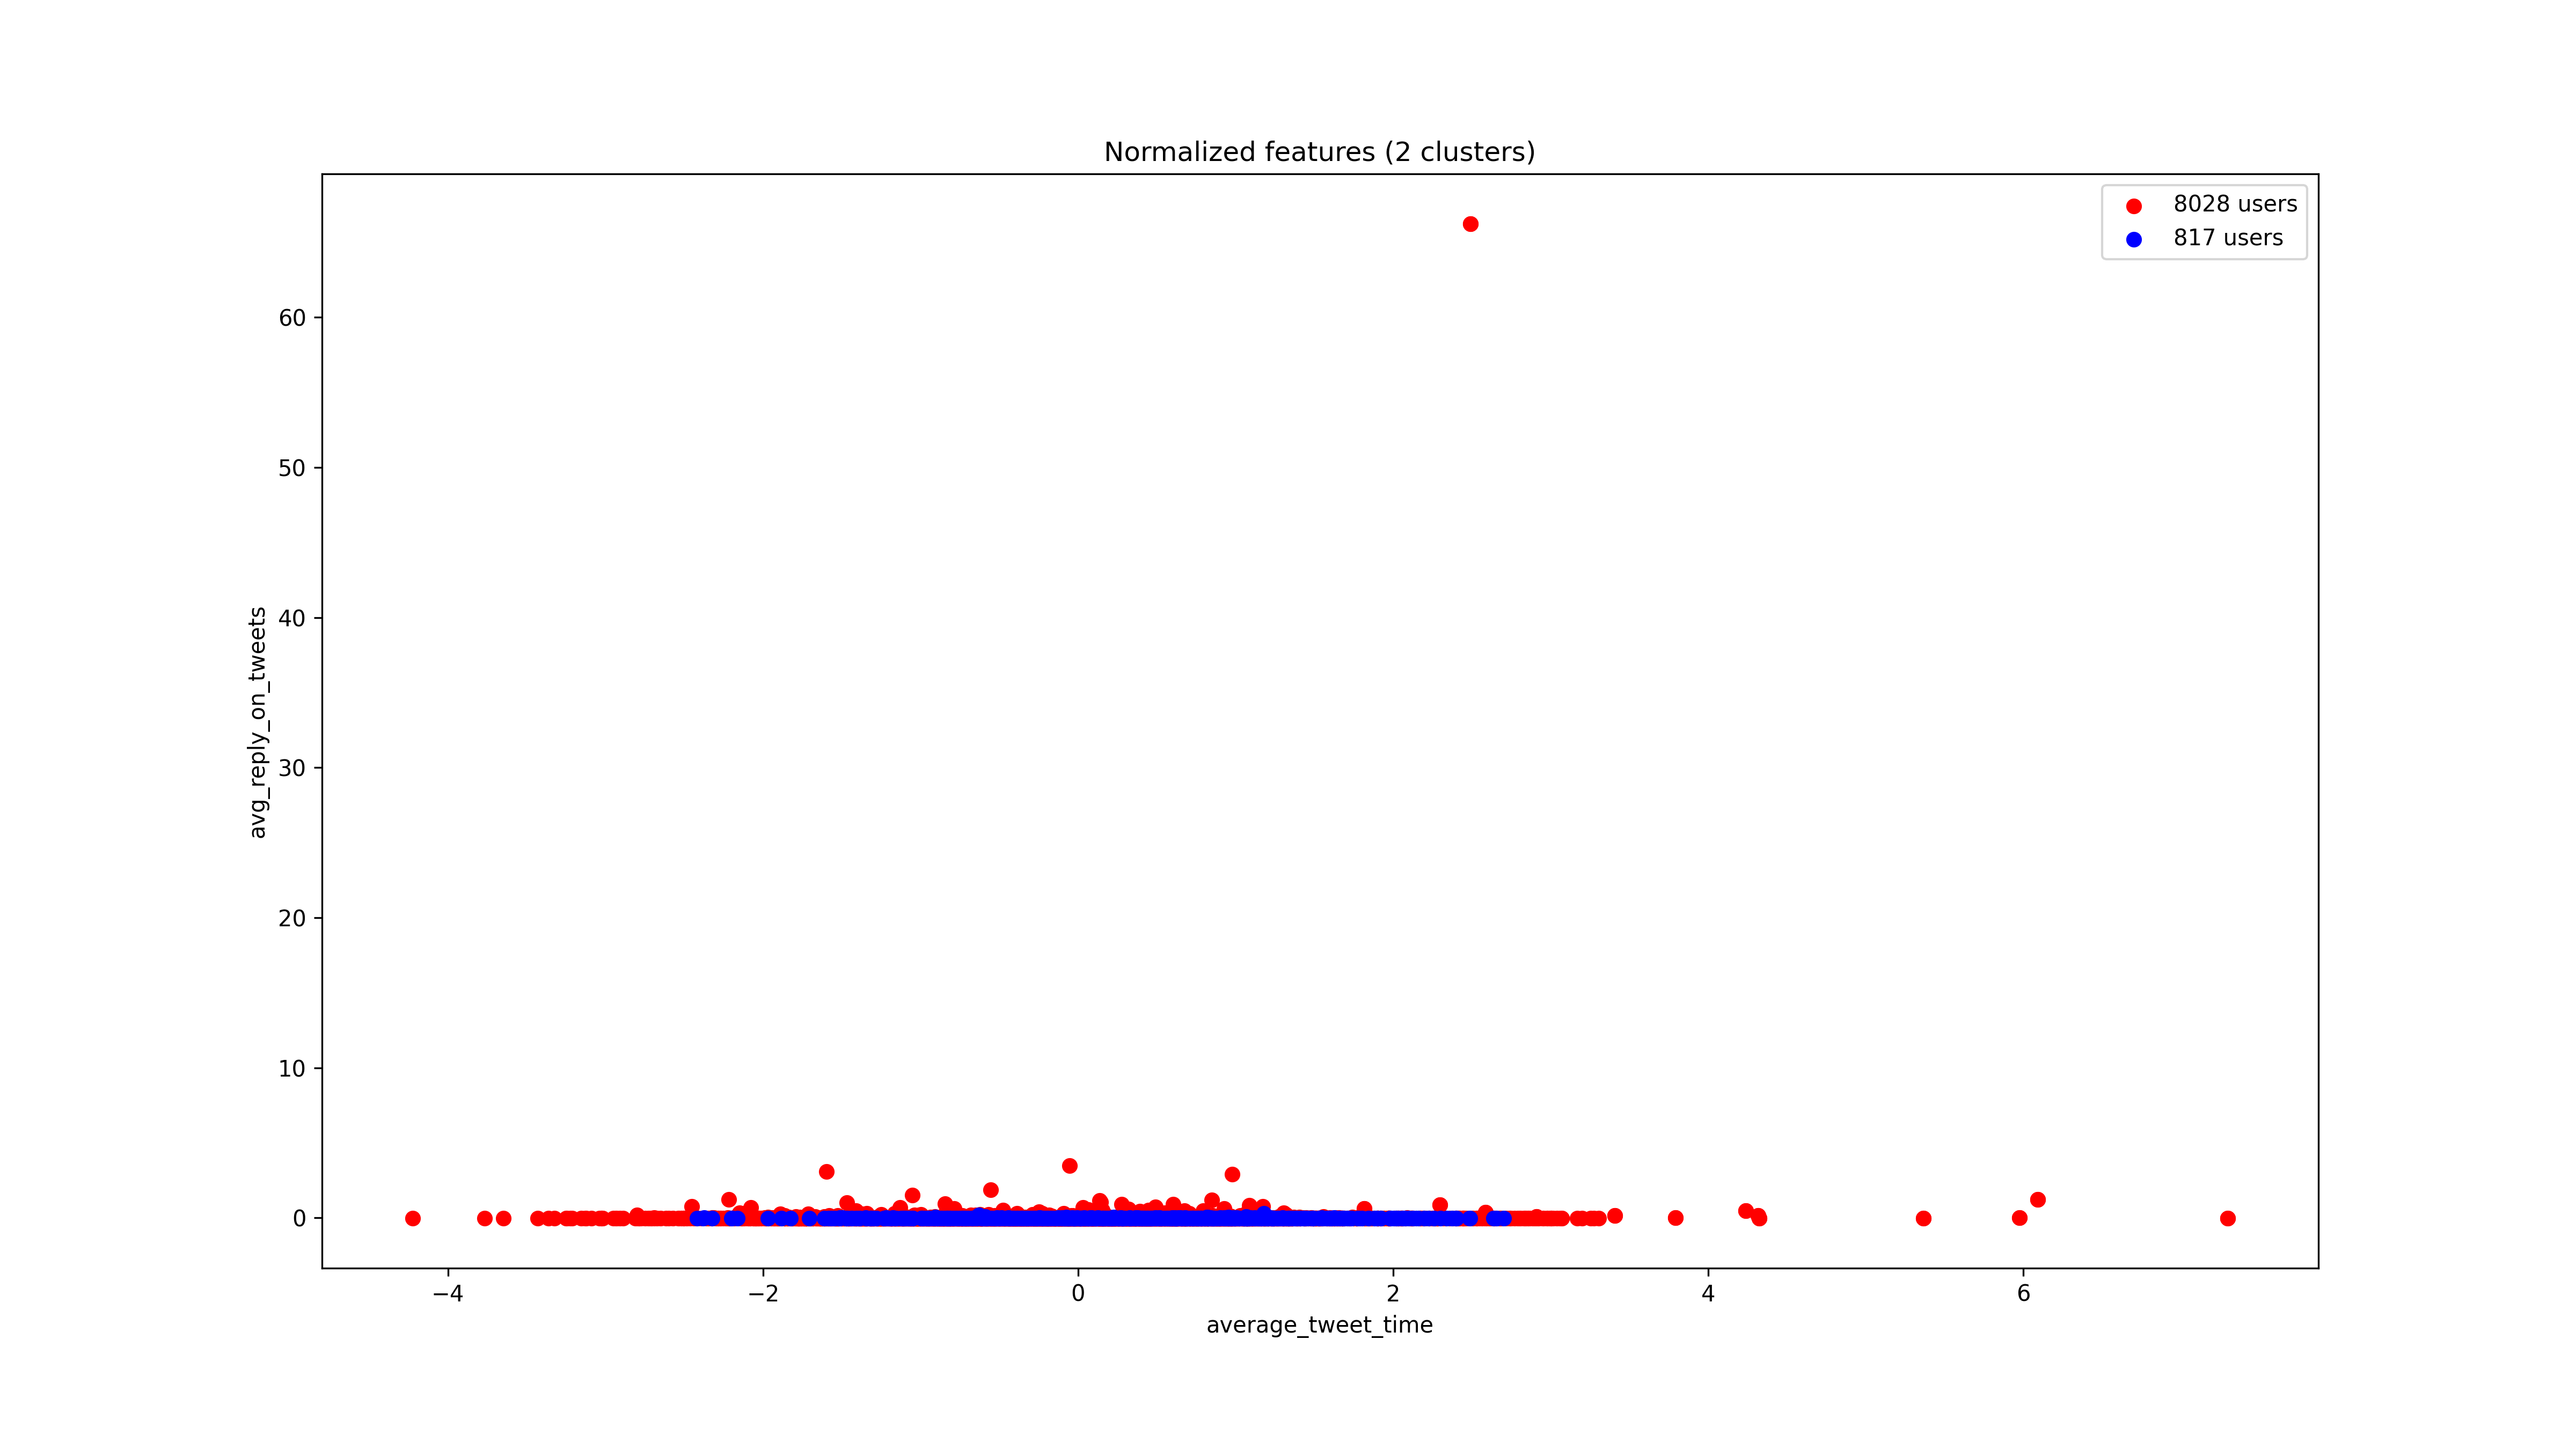 Normalized features (2 clusters)
8028 users
817 users
avg_reply_on_tweets
60
50
40
30
20
10
0
−4
−2
0
2
4
6
average_tweet_time